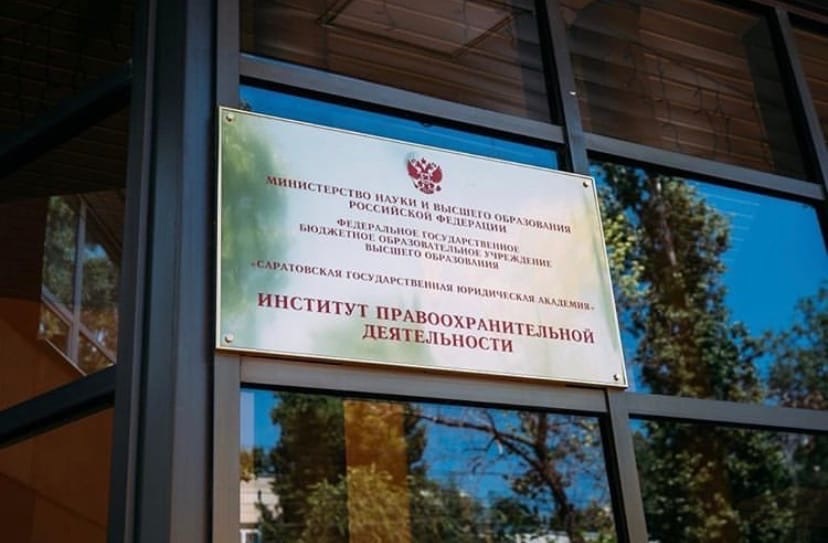 МИНИСТЕРСТВО НАУКИ И ВЫСШЕГО ОБРАЗОВАНИЯ
РОССИЙСКОЙ ФЕДЕРАЦИИ
ФЕДЕРАЛЬНОЕ ГОСУДАРСТВЕННОЕ
БЮДЖЕТНОЕ ОБРАЗОВАТЕЛЬНОЕ УЧРЕЖДЕНИЕ
ВЫСШЕГО ОБРАЗОВАНИЯ
«САРАТОВСКАЯ ГОСУДАРСТВЕННАЯ ЮРИДИЧЕСКАЯ АКАДЕМИЯ»
ИНСТИТУТ ПРАВООХРАНИТЕЛЬНОЙ
ДЕЯТЕЛЬНОСТИ